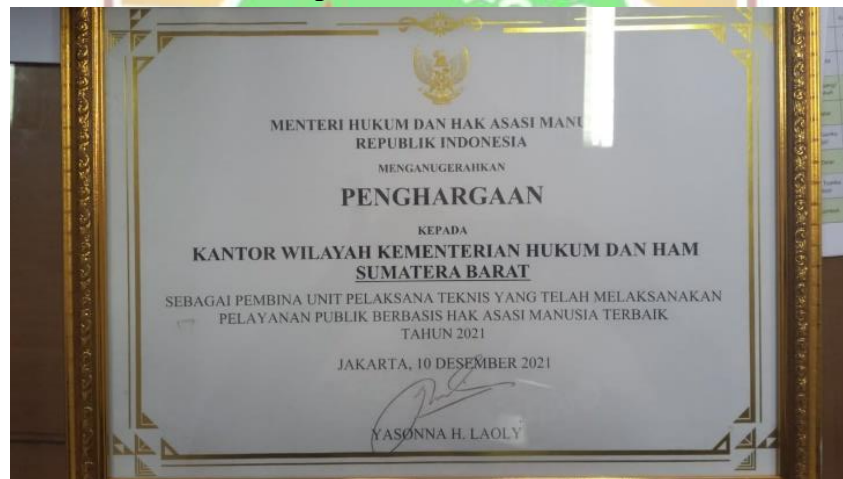 MENTERI HUKUM DAN HAK ASASI MANU
REPUBLIK INDONESIA
MENGANUGERAHKAN
PENGHARGAAN
KEPADA
KANTOR WILAYAH KEMENTERIAN HUKUM DAN HAM
SUMATERA BARAT
SEBAGAI PEMBINA UNIT PELAKSANA TEKNIS YANG TELAH MELAKSANAKAN
PELAYANAN PUBLIK BERBASIS HAK ASASI MANUSIA TERBAIK
TAHUN 2021
JAKARTA, 10 DESEMBER 2021
YASONNA H. LAOLY